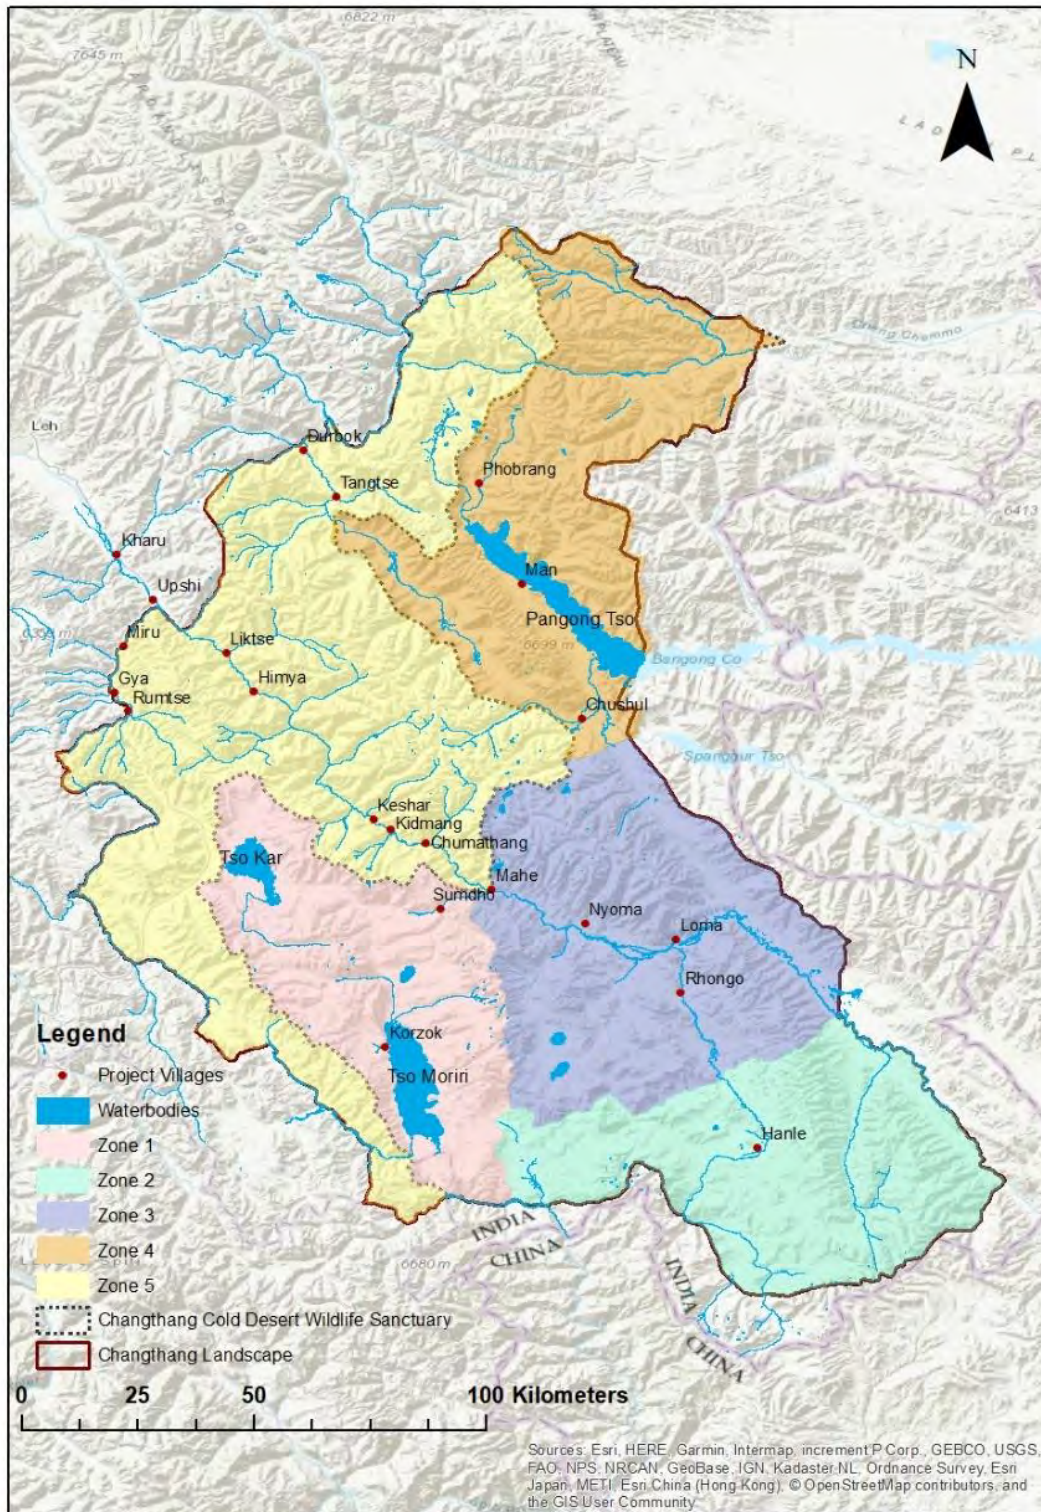 6822 m
7645 m
N
Chang Chemmo
Leh
Durbok
Phobrang
Tangtse
6413
Kharu
Man
Upshi
Pangong Tso
Miru
Liktse
6699 m
Bangong Co
Gya
Himya
Rumtse
Chushul
Spanggur Tso
Keshar
Kidmang
Tso Kar
Chumathang
Mahe
Sumdho
Nyoma
Loma
Rhongo
Legend
Korzok
Project Villages
Tso Moriri
Waterbodies
Hanle
Zone 1
Zone 2
Zone 3
INDIA
CHINA
Zone 4
6680 m
Zone 5
INDIA
CHINA
Changthang Cold Desert Wildlife Sanctuary
Changthang Landscape
0 25 50 100 Kilometers
Sources: Esri, HERE, Garmin, Intermap, increment P Corp., GEBCO, USGS,
FAO, NPS, NRCAN, GeoBase, IGN, Kadaster NL, Ordnance Survey, Esri
Japan, METI, Esri China (Hong Kong), © OpenStreetMap contributors, and
the GIS User Community